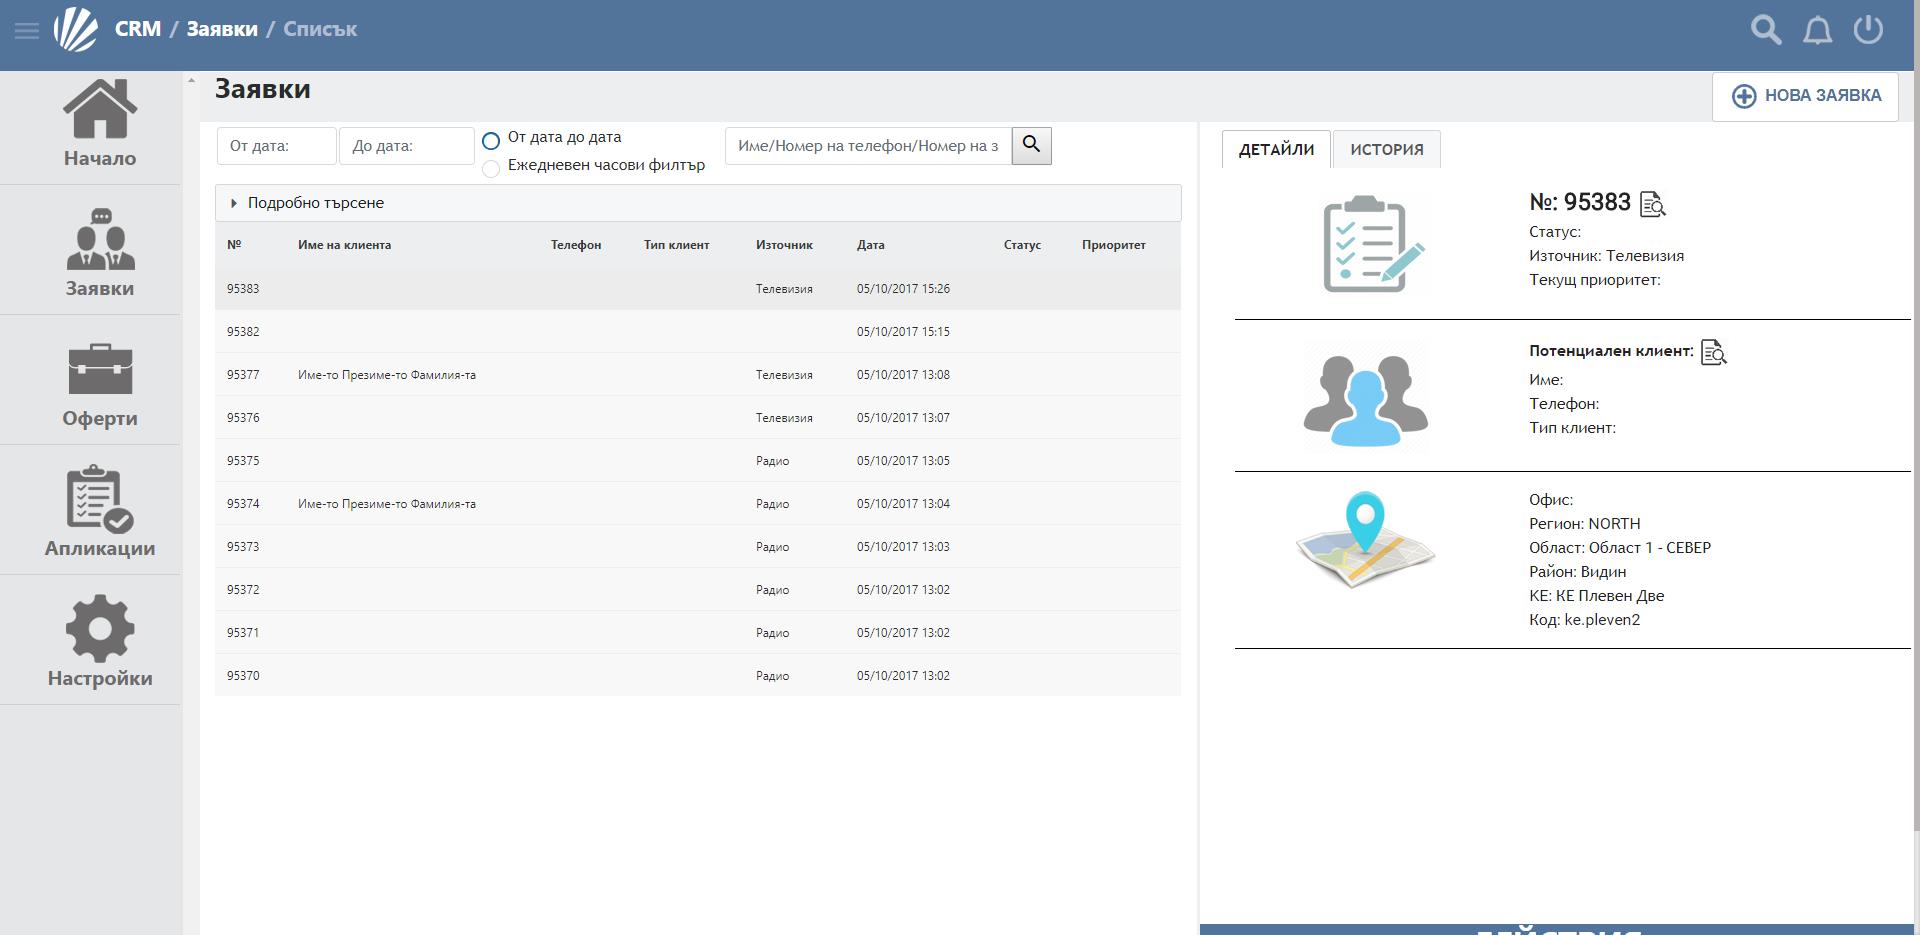 CRM / Заявки / Списък
Начало
Заявки
Оферти
Апликации
Настройки
Заявки
НОВА ЗАЯВКА
От дата:
До дата:
От дата до дата
Ежедневен часови филтър
Име/Номер на телефон/Номер на з
Подробно търсене
№ Име на клиента Телефон Тип клиент Източник Дата Статус Приоритет
95383 Телевизия 05/10/2017 15:26
95382 05/10/2017 15:15
95377 Име-то Презиме-то Фамилия-та Телевизия 05/10/2017 13:08
95376 Телевизия 05/10/2017 13:07
95375 Радио 05/10/2017 13:05
95374 Име-то Презиме-то Фамилия-та Радио 05/10/2017 13:04
95373 Радио 05/10/2017 13:03
95372 Радио 05/10/2017 13:02
95371 Радио 05/10/2017 13:02
95370 Радио 05/10/2017 13:02
ДЕТАЙЛИ
ИСТОРИЯ
№: 95383
Статус:
Източник: Телевизия
Текущ приоритет:
Потенциален клиент:
Име:
Телефон:
Тип клиент:
Офис:
Регион: NORTH
Област: Област 1 - СЕВЕР
Район: Видин
КЕ: КЕ Плевен Две
Код: ke.pleven2
ДЕЙСТВИЯ